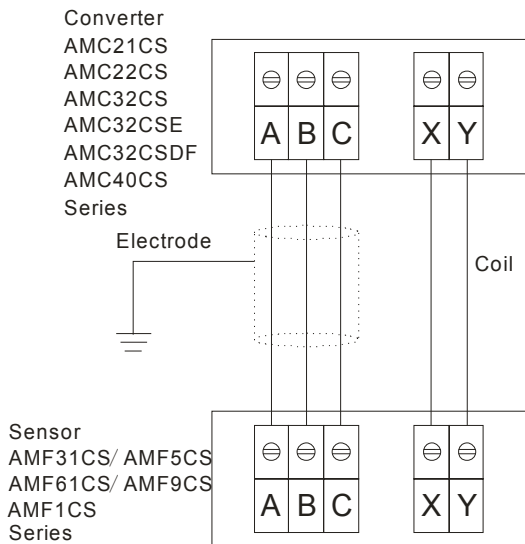 Converter
AMC21CS
AMC22CS
AMC32CS
AMC32CSE
AMC32CSDF
AMC40CS
Series
A B C X Y
Electrode
Coil
Sensor
AMF31CS/ AMF5CS
AMF61CS/ AMF9CS
AMF1CS
Series
A B C X Y